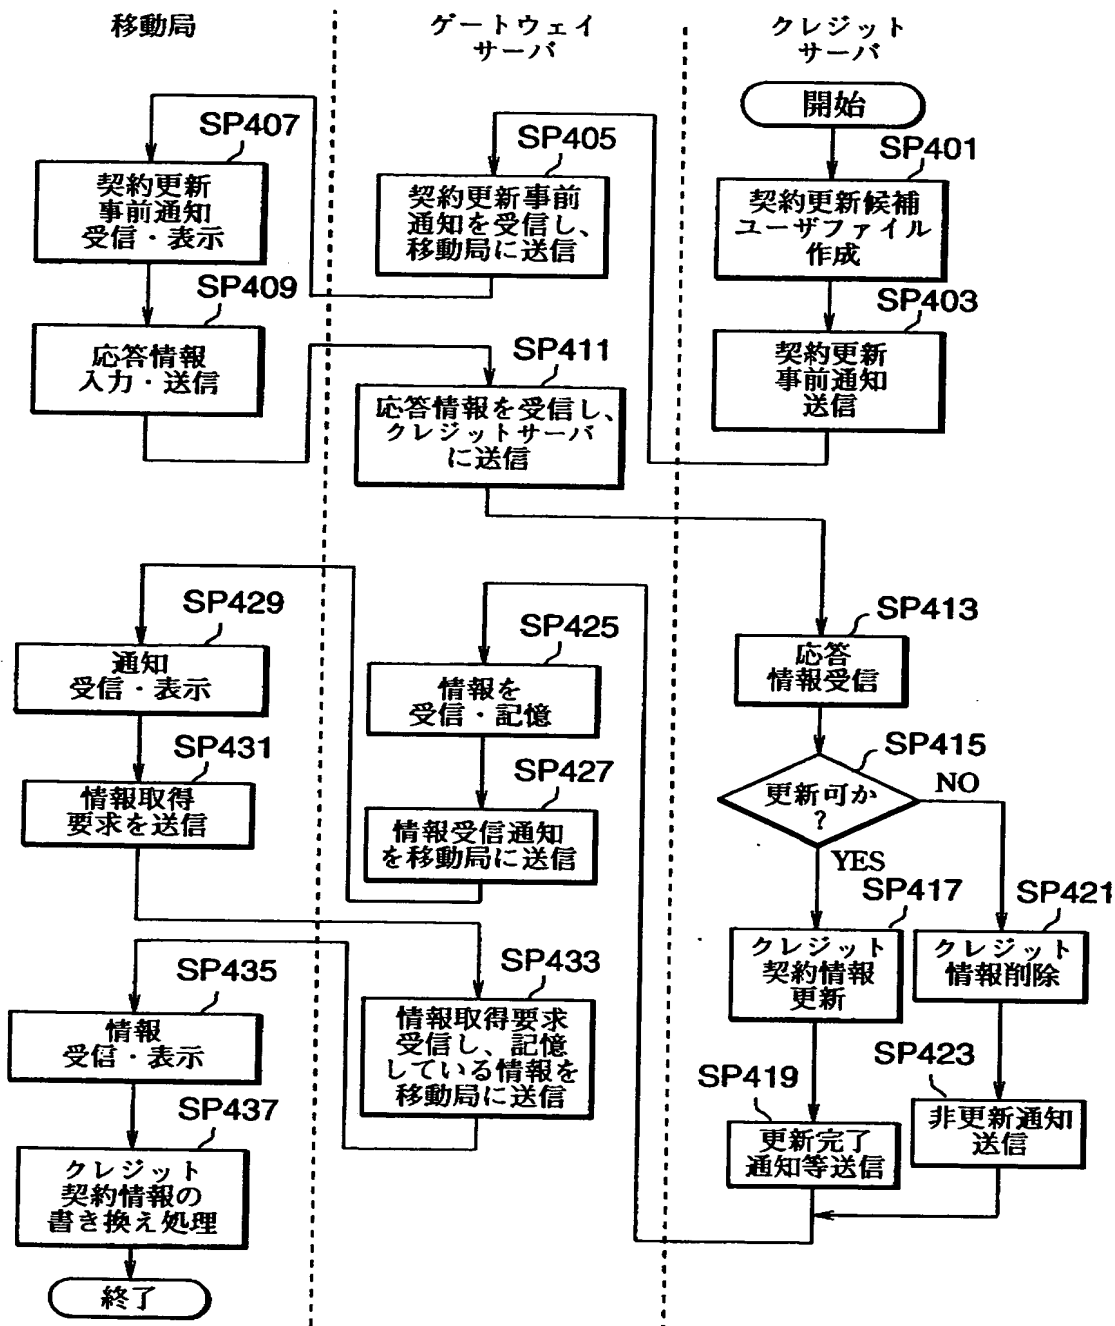 移動局
ゲートウェイ
サーバ
クレジット
サーバ
開始
SP401
契約更新候補
ユーザファイル
作成
SP403
契約更新
事前通知
送信
SP405
契約更新事前
通知を受信し、
移動局に送信
SP407
契約更新
事前通知
受信・表示
SP409
応答情報
入力・送信
SP411
応答情報を受信し、
クレジットサーバ
に送信
SP413
応答
情報受信
SP415
更新可か
？
NO
YES
SP417
クレジット
契約情報
更新
SP419
更新完了
通知等送信
SP421
クレジット
情報削除
SP423
非更新通知
送信
SP425
情報を
受信・記憶
SP427
情報受信通知
を移動局に送信
SP429
通知
受信・表示
SP431
情報取得
要求を送信
SP433
情報取得要求
受信し、記憶
している情報を
移動局に送信
SP435
情報
受信・表示
SP437
クレジット
契約情報の
書き換え処理
終了